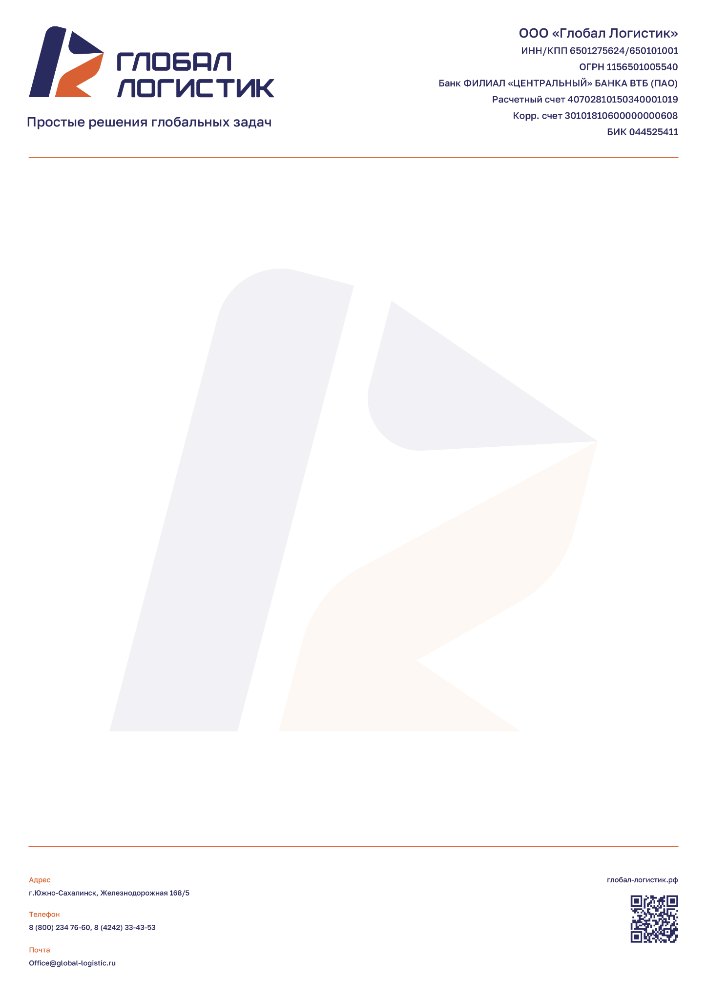 ГЛОБАЛ
ЛОГИСТИК
Простые решения глобальных задач
ООО «Глобал Логистик»
ИНН/КПП 6501275624/650101001
ОГРН 1156501005540
Банк ФИЛИАЛ «ЦЕНТРАЛЬНЫЙ» БАНКА ВТБ (ПАО)
Расчетный счет 40702810150340001019
Корр. счет 30101810600000000608
БИК 044525411
Адрес
г.Южно-Сахалинск, Железнодорожная 168/5
Телефон
8 (800) 234 76-60, 8 (4242) 33-43-53
Почта
Office@global-logistic.ru
глобал-логистик.рф